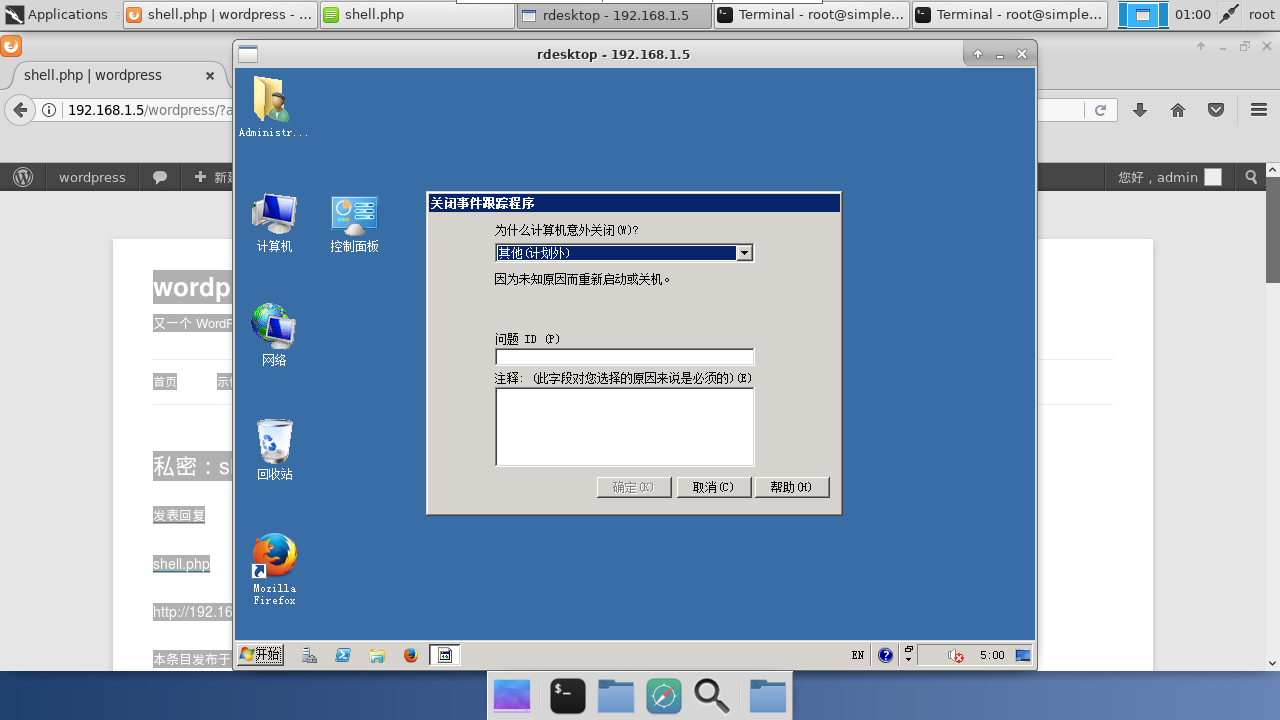 Applications
shell.php | wordpress - ...
shell.php
rdesktop - 192.168.1.5
Terminal - root@simple...
Terminal - root@simple...
01:00
root
rdesktop - 192.168.1.5
shell.php | wordpress
192.168.1.5/wordpress/?a
wordpress
新建
您好，admin
wordp
又一个 WordP
首页
私密：s
发表回复
shell.php
http://192.16
本条目发布于
Administr...
计算机
控制面板
网络
回收站
Mozilla
Firefox
关闭事件跟踪程序
为什么计算机意外关闭(W)?
其他(计划外)
因为未知原因而重新启动或关机。
问题 ID (P)
注释: (此字段对您选择的原因来说是必须的)(E)
确定(K)
取消(C)
帮助(H)
开始
EN
5:00